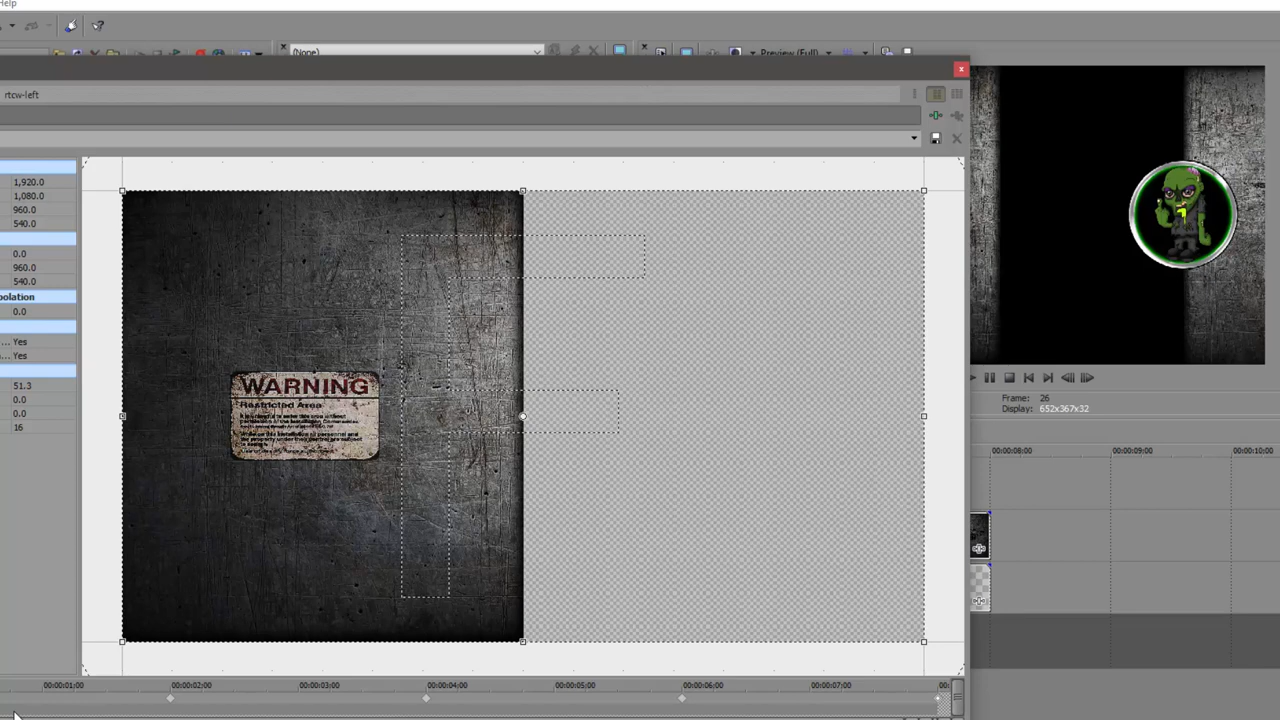 Help
(None)
Preview (Full)
rtcw-left
1,920.0
1,080.0
960.0
540.0
0.0
960.0
540.0
polation
0.0
... Yes
... Yes
51.3
0.0
0.0
16
WARNING
Restricted Area
Frame: 26
Display: 652x367x32
00:00:08;00
00:00:09;00
00:00:10;00
00:00:01;00
00:00:02;00
00:00:03;00
00:00:04;00
00:00:05;00
00:00:06;00
00:00:07;00
00: